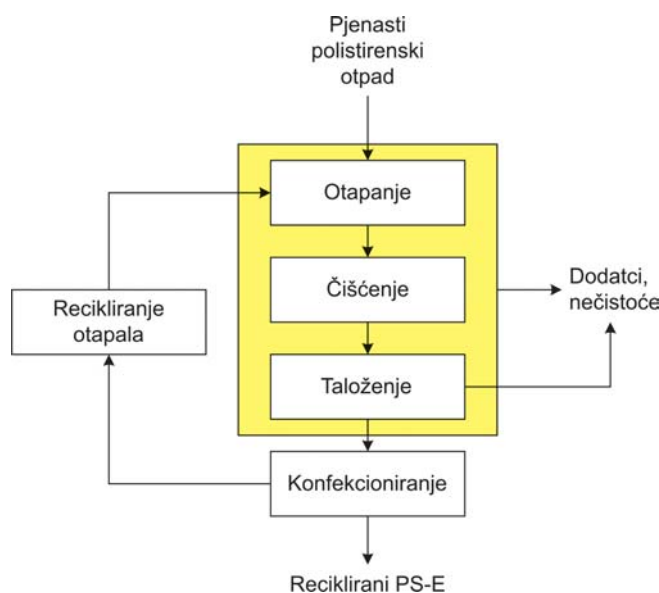 Pjenasti
polistirenski
otpad
Otapanje
Čišćenje
Dodatci,
nečistoće
Recikliranje
otapala
Taloženje
Konfekcioniranje
Reciklirani PS-E